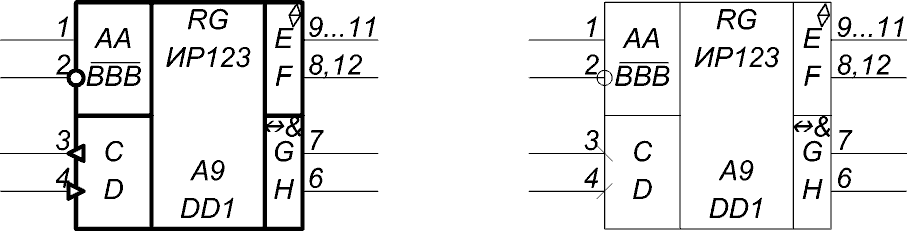 RG
1 AA E 9...11
ИР123
2 BBB F 8,12
&
3 C G 7
4 D A9 H 6
DD1
RG
1 AA E 9...11
ИР123
2 BBB F 8,12
&
3 C G 7
4 D A9 H 6
DD1